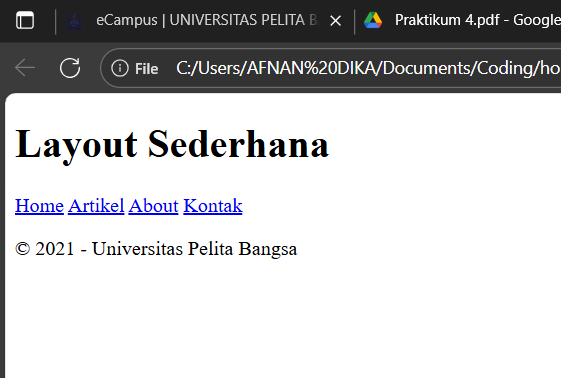 eCampus | UNIVERSITAS PELITA B
Praktikum 4.pdf - Google
File
C:/Users/AFNAN%20DIKA/Documents/Coding/ho
Layout Sederhana
Home Artikel About Kontak
© 2021 - Universitas Pelita Bangsa